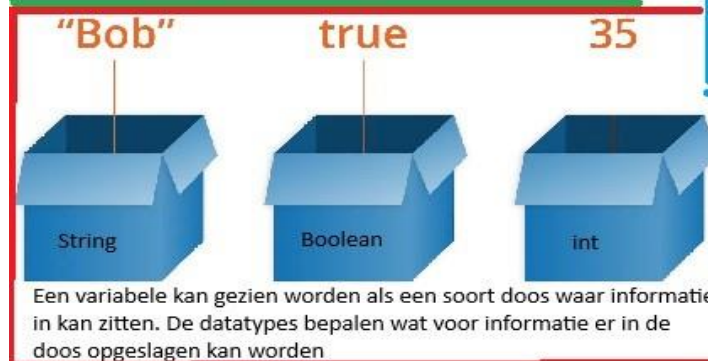 "Bob" true 35
String Boolean int
Een variabele kan gezien worden als een soort doos waar informatie
in kan zitten. De datatypes bepalen wat voor informatie er in de
doos opgeslagen kan worden